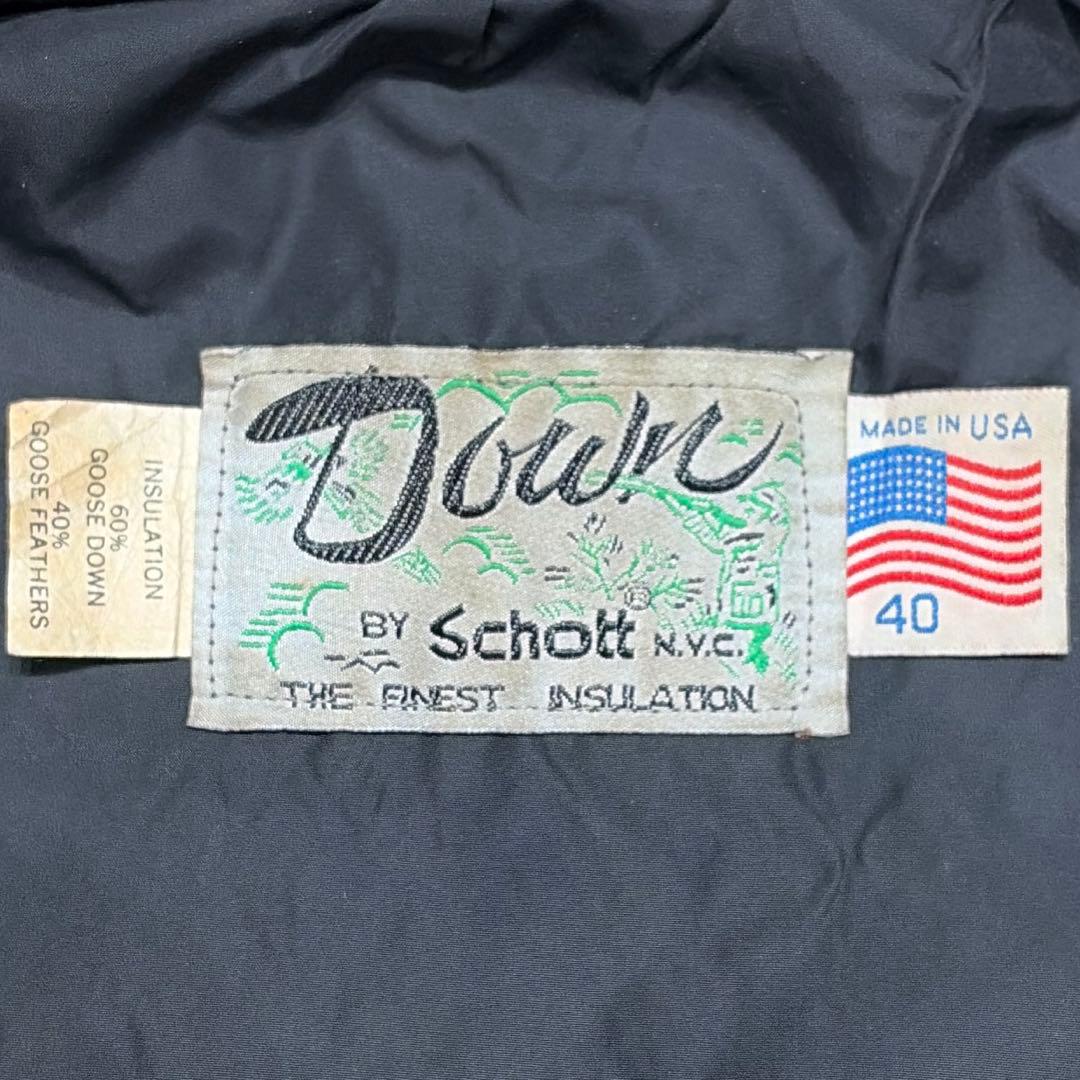 INSULATION
60%
GOOSE DOWN
40%
GOOSE FEATHERS
Down
BY Schott N.Y.C.
THE FINEST INSULATION
MADE IN USA
40